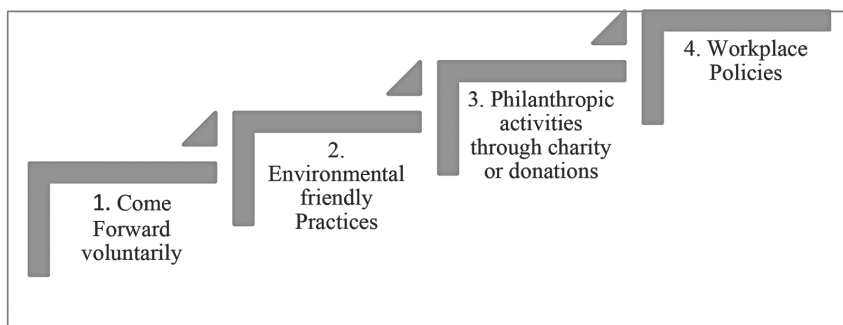 1. Come
Forward
voluntarily
2.
Environmental
friendly
Practices
3. Philanthropic
activities
through charity
or donations
4. Workplace
Policies